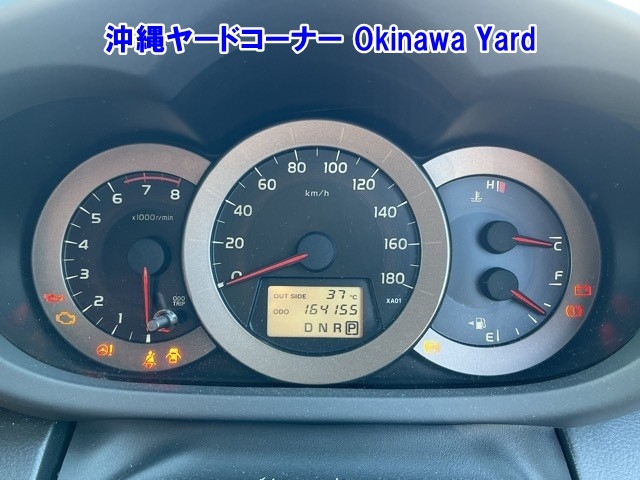 沖縄ヤードコーナー Okinawa Yard
0 20 40 60 80 100 120 140 160 180
km/h
1 2 3 4 5 6 7 8
x1000r/min
ODO
TRIP
OUT SIDE 37 °C
ODO 164155
D N R P
XA01
H
C
F
E